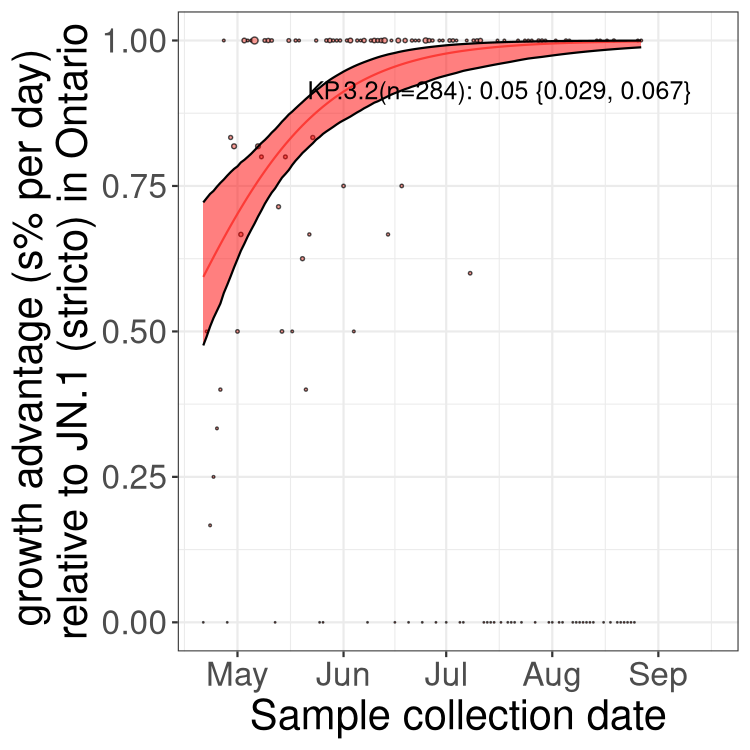 growth advantage (s% per day)
relative to JN.1 (stricto) in Ontario
1.00
0.75
0.50
0.25
0.00
KP.3.2(n=284): 0.05 {0.029, 0.067}
May Jun Jul Aug Sep
Sample collection date